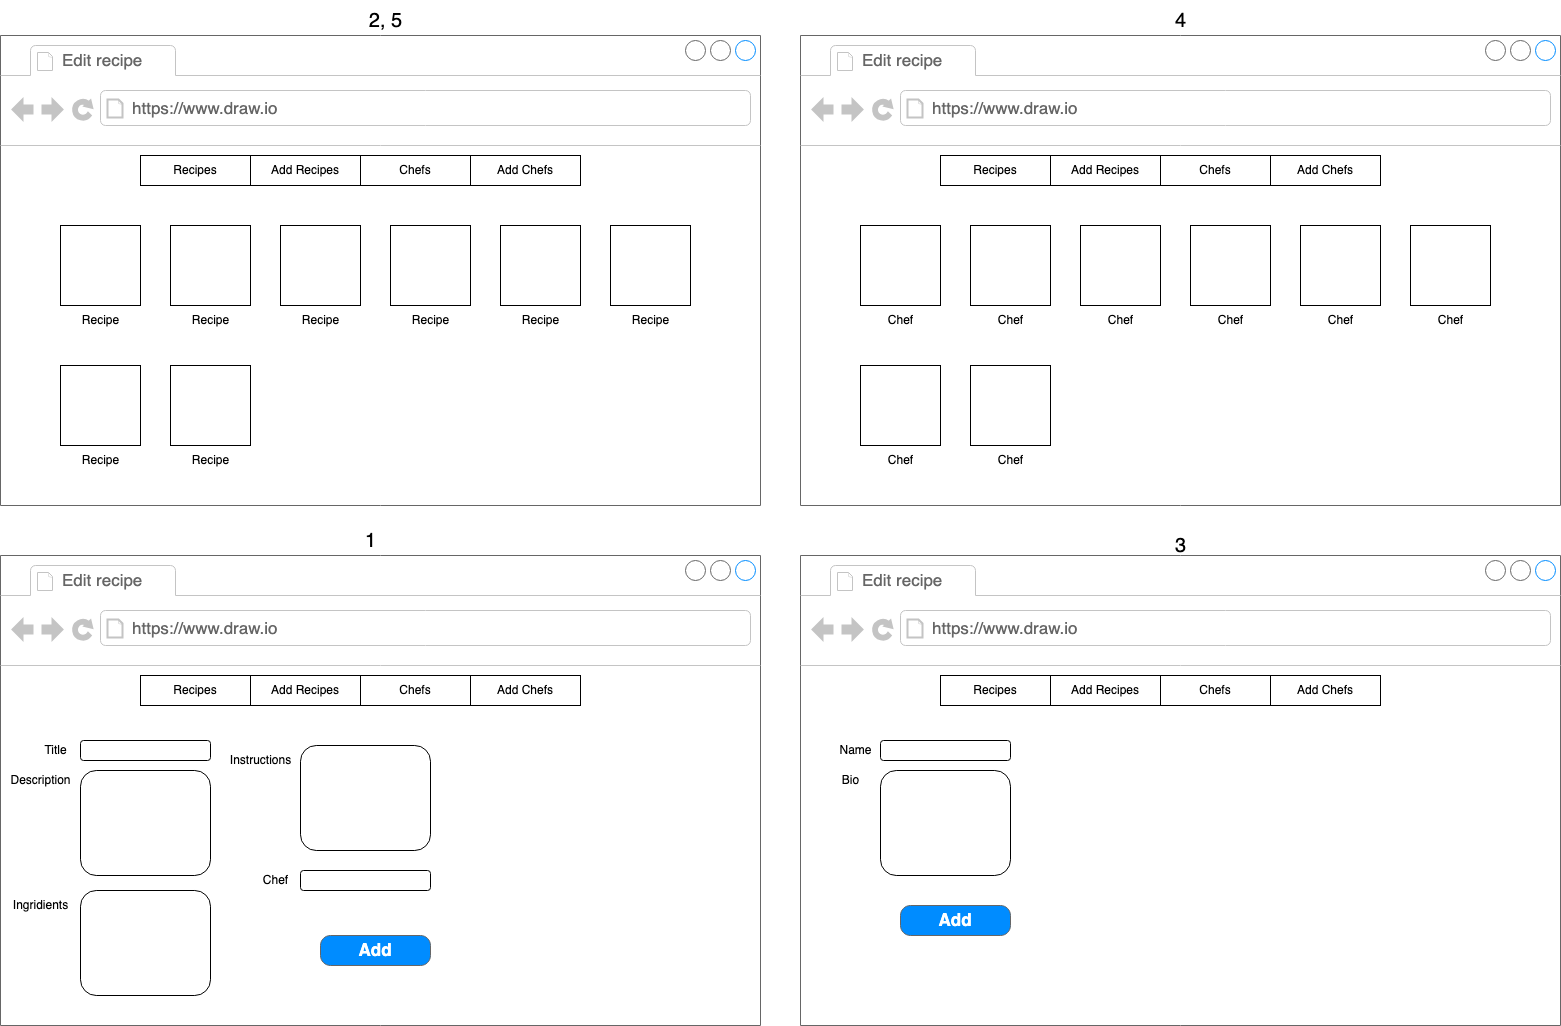 2, 5
Edit recipe
https://www.draw.io
Recipes Add Recipes Chefs Add Chefs
Recipe Recipe Recipe Recipe Recipe Recipe
Recipe Recipe
4
Edit recipe
https://www.draw.io
Recipes Add Recipes Chefs Add Chefs
Chef Chef Chef Chef Chef Chef
Chef Chef
1
Edit recipe
https://www.draw.io
Recipes Add Recipes Chefs Add Chefs
Title
Description
Ingridients
Instructions
Chef
Add
3
Edit recipe
https://www.draw.io
Recipes Add Recipes Chefs Add Chefs
Name
Bio
Add